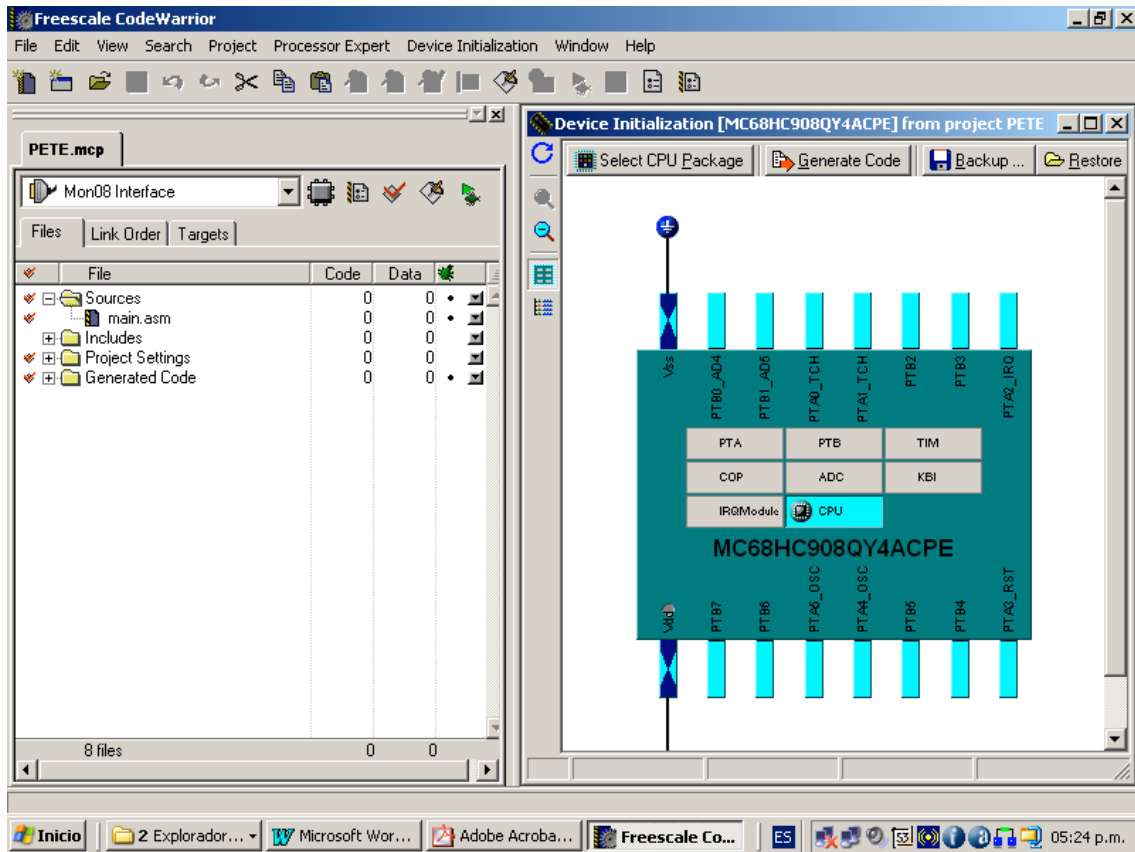 Freescale CodeWarrior
File Edit View Search Project Processor Expert Device Initialization Window Help
PETE.mcp
Mon08 Interface
Files Link Order Targets
File Code Data
Sources 0 0
main.asm 0 0
Includes 0 0
Project Settings 0 0
Generated Code 0 0
8 files 0 0
Device Initialization [MC68HC908QY4ACPE] from project PETE
Select CPU Package Generate Code Backup ... Restore
Vss PTB0_AD4 PTB1_AD5 PTA0_TCH PTA1_TCH PTB2 PTB3 PTA2_IRQ
PTA PTB TIM
COP ADC KBI
IRQModule CPU
MC68HC908QY4ACPE
Vdd PTB7 PTB6 PTA5_OSC PTA4_OSC PTB5 PTB4 PTA3_RST
Inicio 2 Explorador... Microsoft Wor... Adobe Acroba... Freescale Co... ES 05:24 p.m.